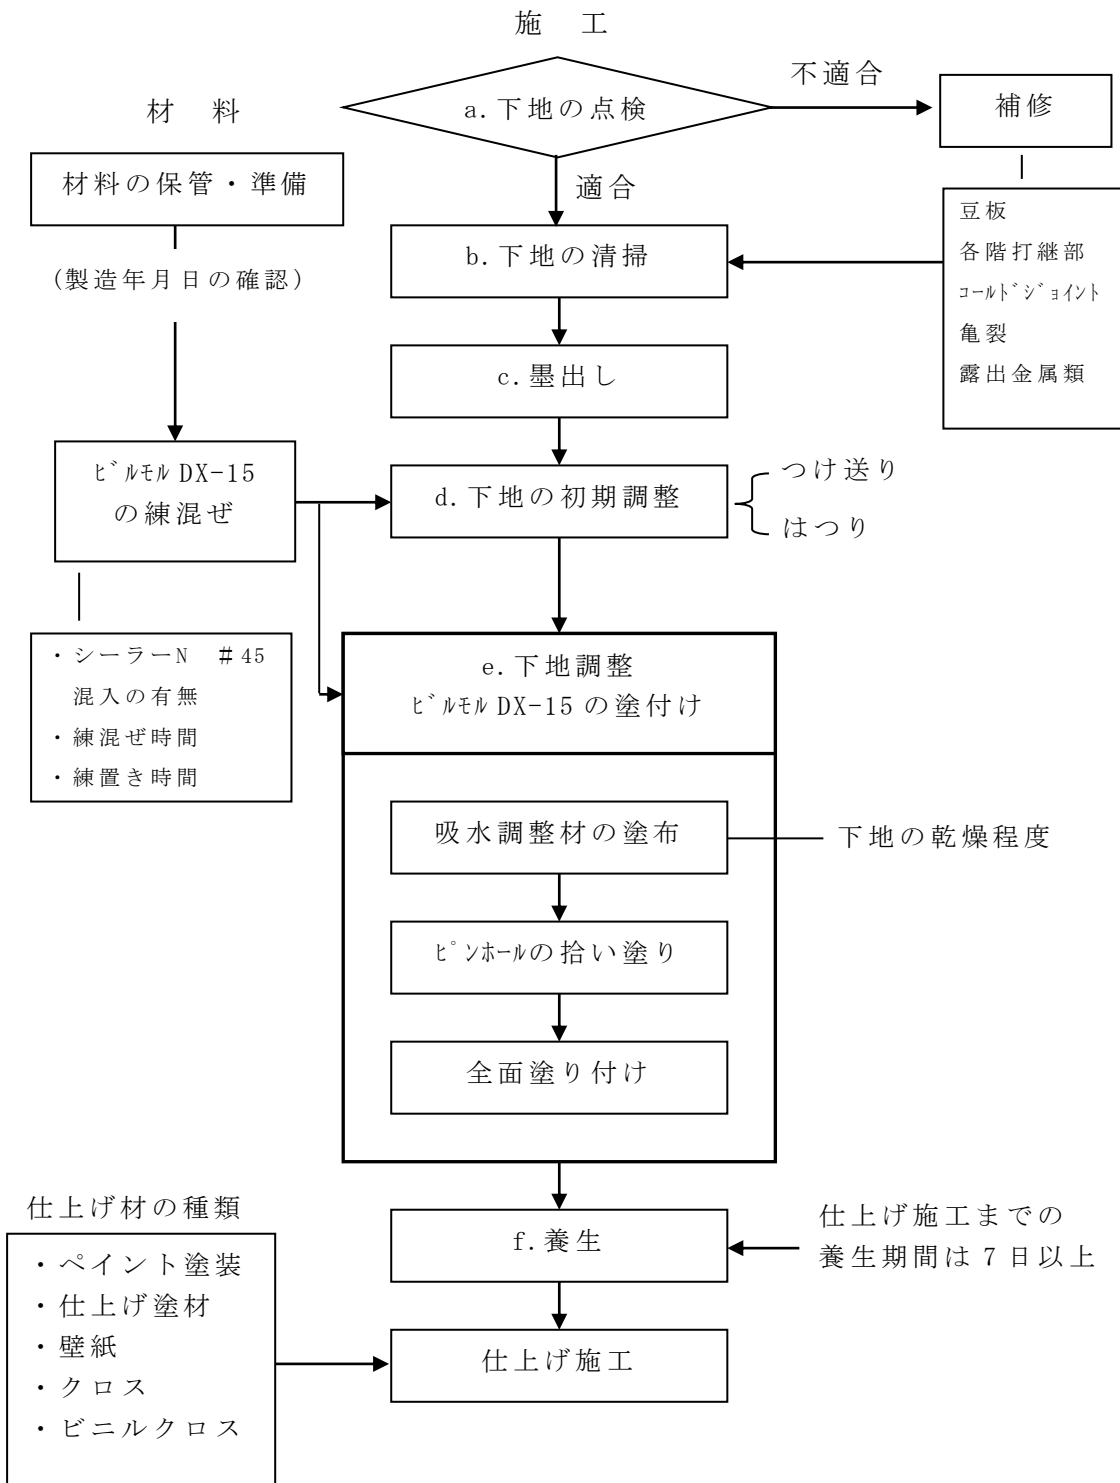 施　工
a.下地の点検
不適合
補修
材　料
材料の保管・準備
適合
豆板
各階打継部
ｺｰﾙﾄﾞｼﾞｮｲﾝﾄ
亀裂
露出金属類
b.下地の清掃
(製造年月日の確認)
c.墨出し
ﾋﾞﾙﾓﾙ DX-15
の練混ぜ
d.下地の初期調整
つけ送り
はつり
・シーラーN　＃45
混入の有無
・練混ぜ時間
・練置き時間
e.下地調整
ﾋﾞﾙﾓﾙ DX-15 の塗付け
吸水調整材の塗布
下地の乾燥程度
ﾋﾟﾝﾎｰﾙの拾い塗り
全面塗り付け
f.養生
仕上げ施工までの
養生期間は 7 日以上
仕上げ材の種類
・ペイント塗装
・仕上げ塗材
・壁紙
・クロス
・ビニルクロス
仕上げ施工